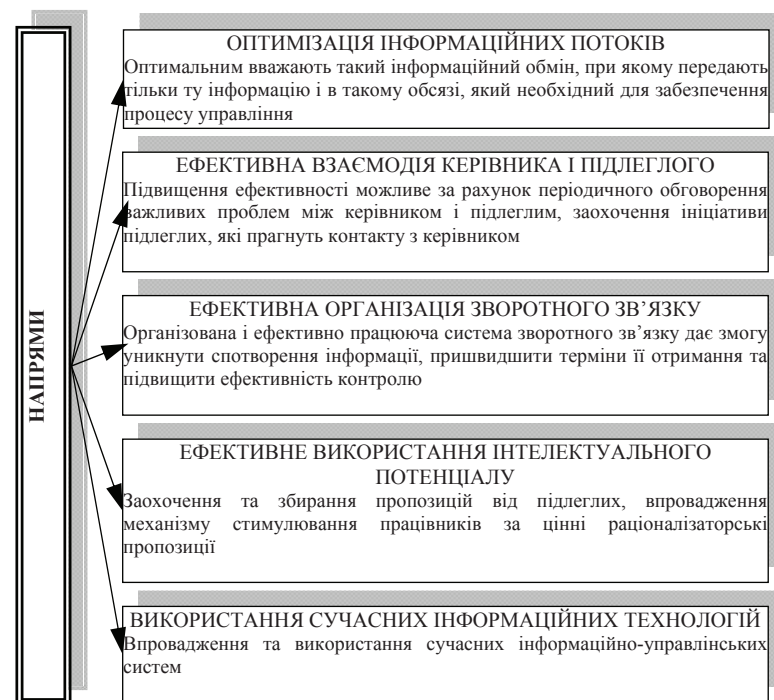 НАПРЯМИ
ОПТИМІЗАЦІЯ ІНФОРМАЦІЙНИХ ПОТОКІВ
Оптимальним вважають такий інформаційний обмін, при якому передають
тільки ту інформацію і в такому обсязі, який необхідний для забезпечення
процесу управління
ЕФЕКТИВНА ВЗАЄМОДІЯ КЕРІВНИКА І ПІДЛЕГЛОГО
Підвищення ефективності можливе за рахунок періодичного обговорення
важливих проблем між керівником і підлеглим, заохочення ініціативи
підлеглих, які прагнуть контакту з керівником
ЕФЕКТИВНА ОРГАНІЗАЦІЯ ЗВОРОТНОГО ЗВ’ЯЗКУ
Організована і ефективно працююча система зворотного зв’язку дає змогу
уникнути спотворення інформації, пришвидшити терміни її отримання та
підвищити ефективність контролю
ЕФЕКТИВНЕ ВИКОРИСТАННЯ ІНТЕЛЕКТУАЛЬНОГО
ПОТЕНЦІАЛУ
Заохочення та збирання пропозицій від підлеглих, впровадження
механізму стимулювання працівників за цінні раціоналізаторські
пропозиції
ВИКОРИСТАННЯ СУЧАСНИХ ІНФОРМАЦІЙНИХ ТЕХНОЛОГІЙ
Впровадження та використання сучасних інформаційно-управлінських
систем